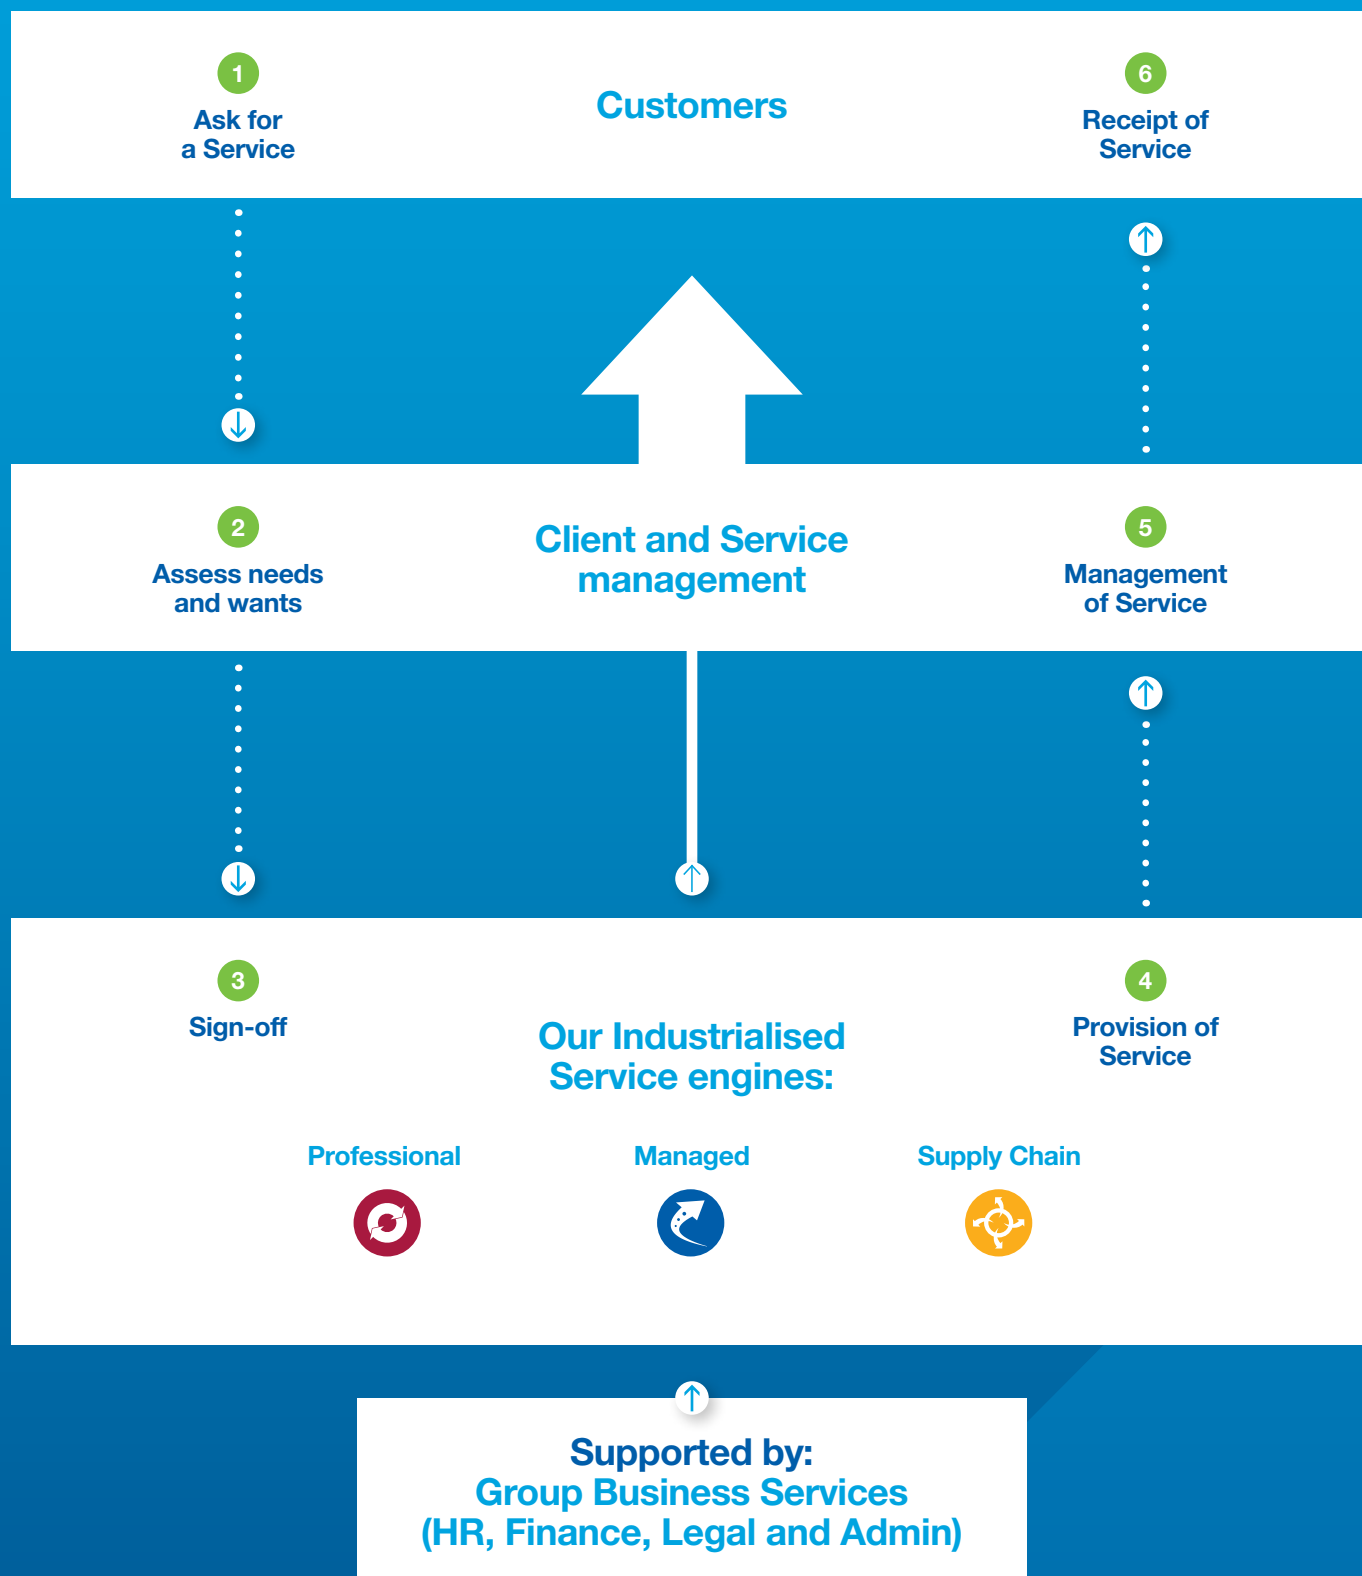 1
Ask for
a Service
Customers
6
Receipt of
Service
2
Assess needs
and wants
Client and Service
management
5
Management
of Service
3
Sign-off
Our Industrialised
Service engines:
4
Provision of
Service
Professional
Managed
Supply Chain
Supported by:
Group Business Services
(HR, Finance, Legal and Admin)